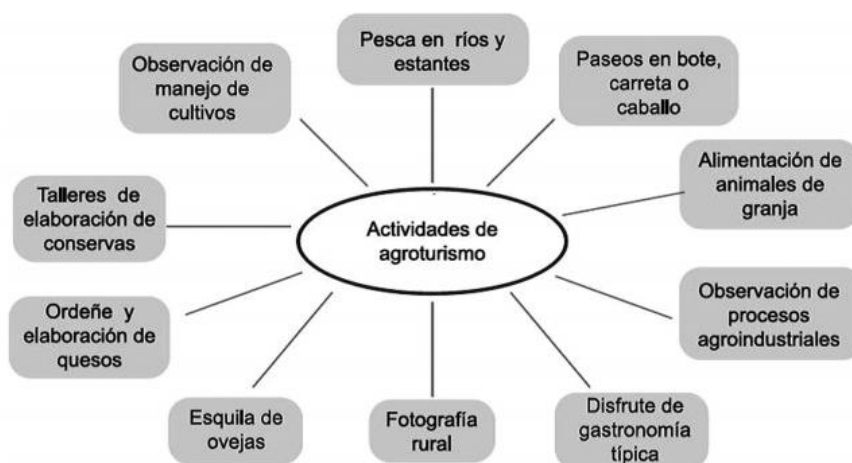 Pesca en ríos y
estantes
Paseos en bote,
carreta o
caballo
Observación de
manejo de
cultivos
Alimentación de
animales de
granja
Talleres de
elaboración de
conservas
Actividades de
agroturismo
Observación de
procesos
agroindustriales
Ordeñe y
elaboración de
quesos
Esquila de
ovejas
Fotografía
rural
Disfrute de
gastronomía
típica